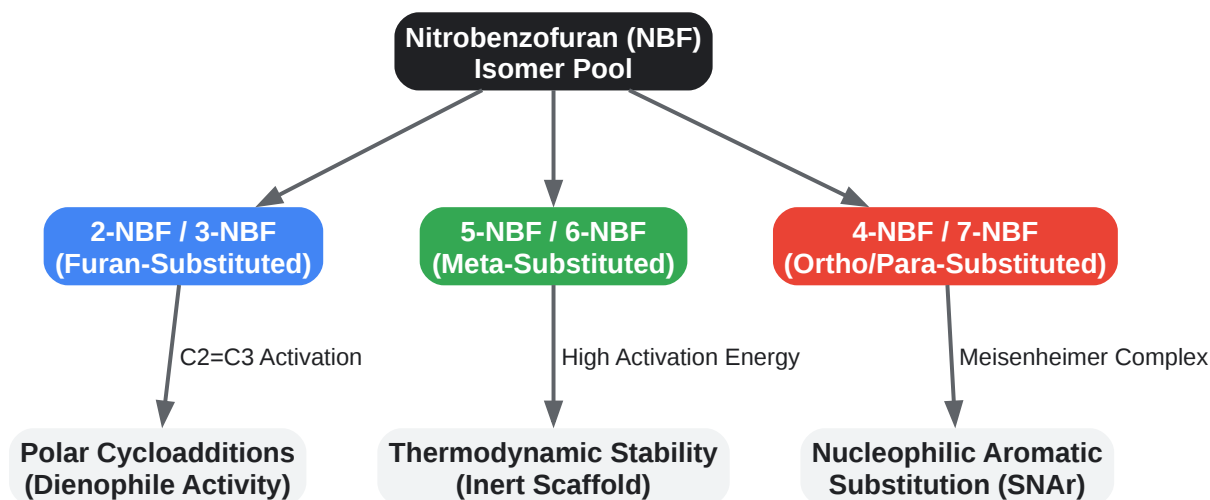 Nitrobenzofuran (NBF)
Isomer Pool
2-NBF / 3-NBF
(Furan-Substituted)
5-NBF / 6-NBF
(Meta-Substituted)
4-NBF / 7-NBF
(Ortho/Para-Substituted)
C2=C3 Activation
High Activation Energy
Meisenheimer Complex
Polar Cycloadditions
(Dienophile Activity)
Thermodynamic Stability
(Inert Scaffold)
Nucleophilic Aromatic
Substitution (SNAr)